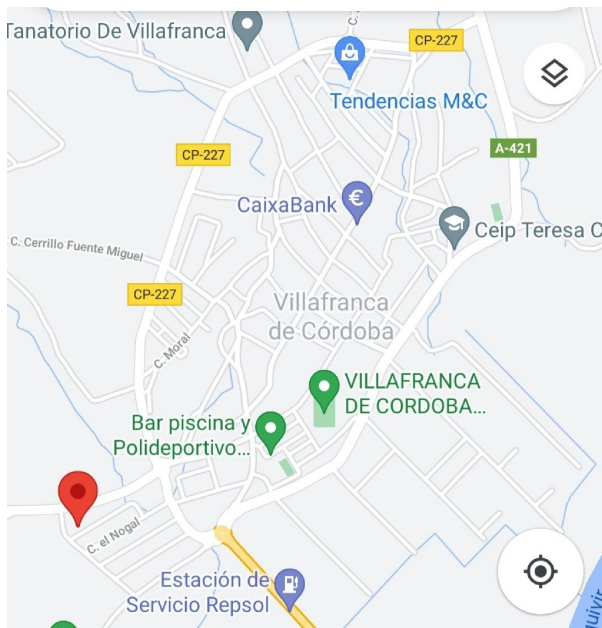 Tanatorio De Villafranca
C.
CP-227
Tendencias M&C
A-421
CP-227
CaixaBank
€
Ceip Teresa C
C. Cerrillo Fuente Miguel
CP-227
Villafranca
de Córdoba
C. Moral
VILLAFRANCA
DE CORDOBA...
Bar piscina y
Polideportivo...
C. el Nogal
Estación de
Servicio Repsol
quivir